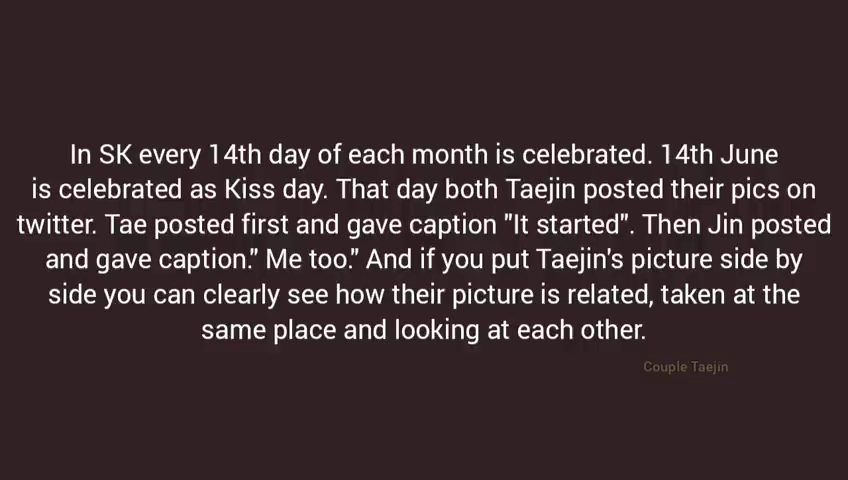 In SK every 14th day of each month is celebrated. 14th June
is celebrated as Kiss day. That day both Taejin posted their pics on
twitter. Tae posted first and gave caption "It started". Then Jin posted
and gave caption." Me too." And if you put Taejin's picture side by
side you can clearly see how their picture is related, taken at the
same place and looking at each other.
Couple Taejin